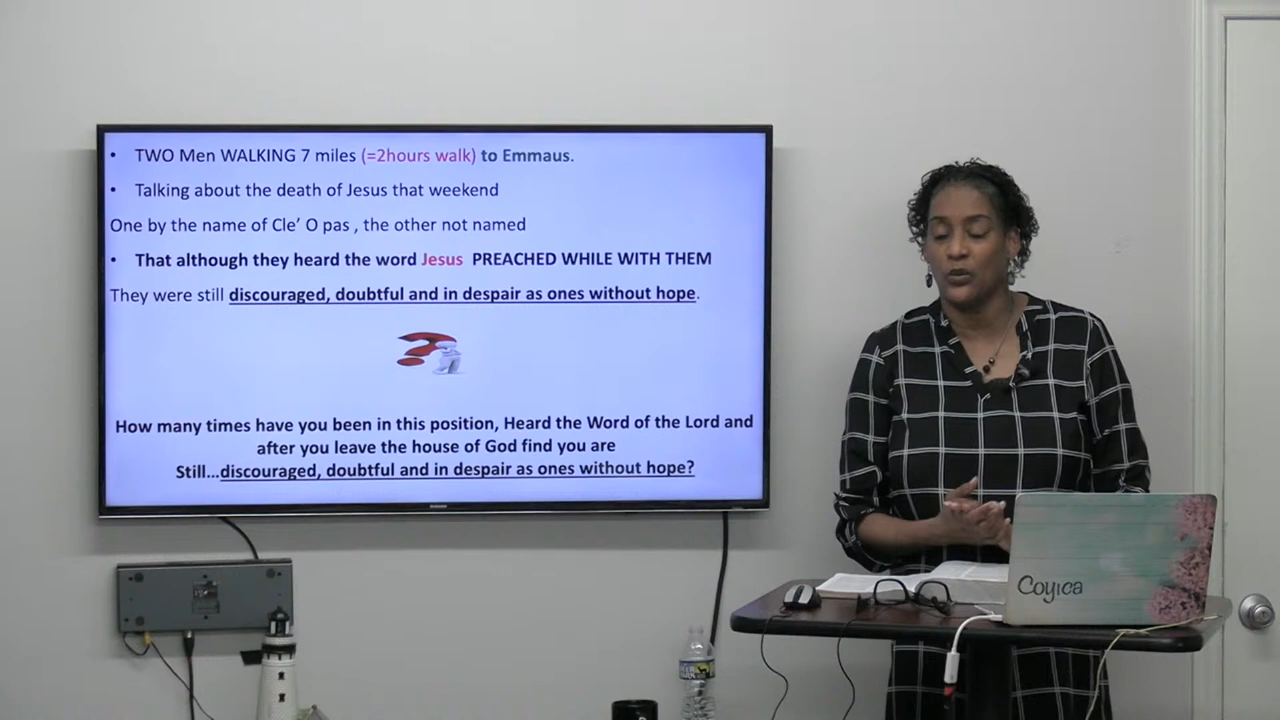 • TWO Men WALKING 7 miles (=2hours walk) to Emmaus.
• Talking about the death of Jesus that weekend
One by the name of Cle’ O pas , the other not named
• That although they heard the word Jesus PREACHED WHILE WITH THEM
They were still discouraged, doubtful and in despair as ones without hope.
How many times have you been in this position, Heard the Word of the Lord and
after you leave the house of God find you are
Still...discouraged, doubtful and in despair as ones without hope?
Coyica